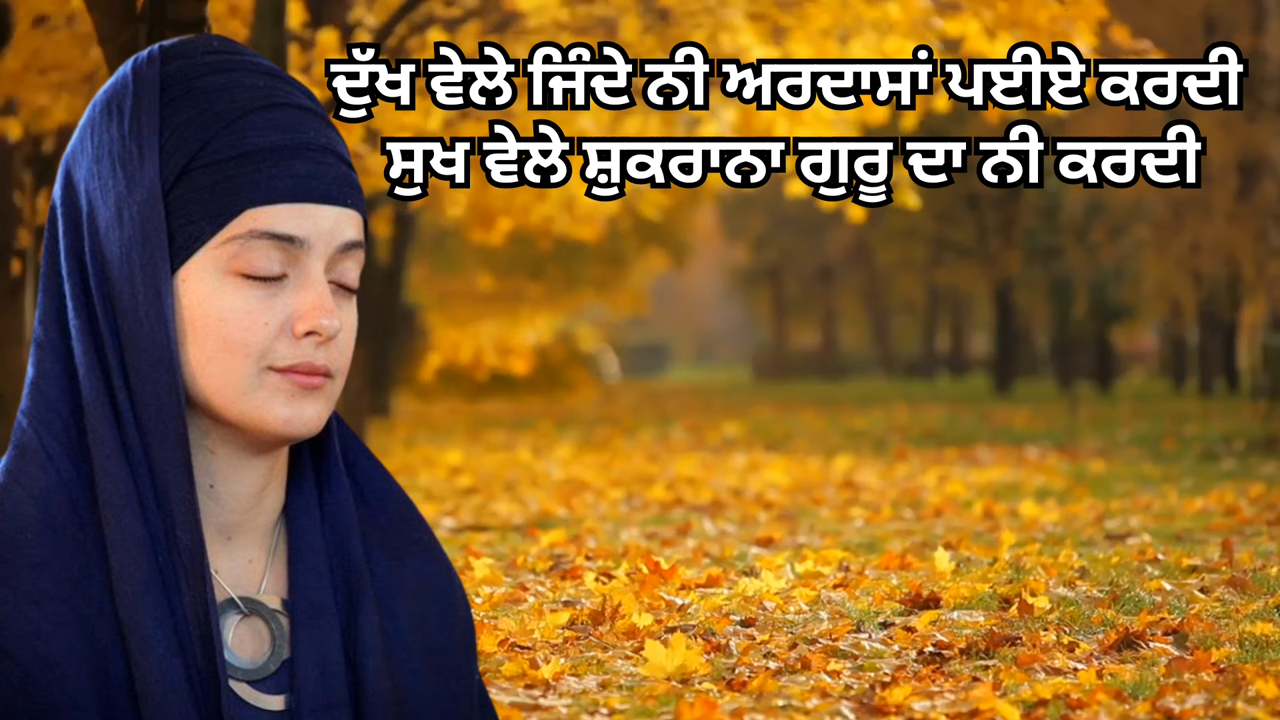 ਦੁੱਖ ਵੇਲੇ ਜਿੰਦੇ ਨੀ ਅਰਦਾਸਾਂ ਪਈਏ ਕਰਦੀ
ਸੁਖ ਵੇਲੇ ਸ਼ੁਕਰਾਨਾ ਗੁਰੂ ਦਾ ਨੀ ਕਰਦੀ